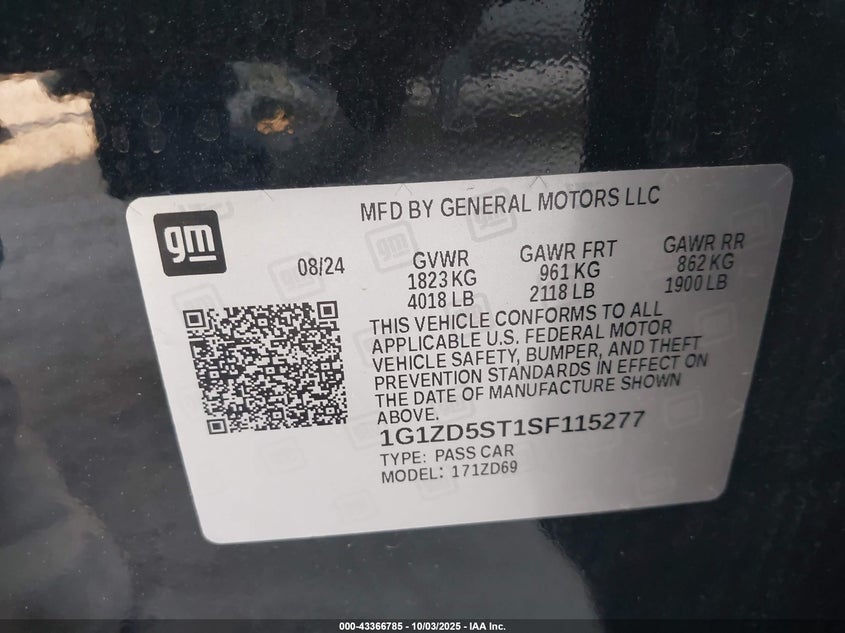 gm
MFD BY GENERAL MOTORS LLC
08/24
GVWR
1823 KG
4018 LB
GAWR FRT
961 KG
2118 LB
GAWR RR
862 KG
1900 LB
THIS VEHICLE CONFORMS TO ALL
APPLICABLE U.S. FEDERAL MOTOR
VEHICLE SAFETY, BUMPER, AND THEFT
PREVENTION STANDARDS IN EFFECT ON
THE DATE OF MANUFACTURE SHOWN
ABOVE.
1G1ZD5ST1SF115277
TYPE: PASS CAR
MODEL: 171ZD69
000-43366785 - 10/03/2025 - IAA Inc.